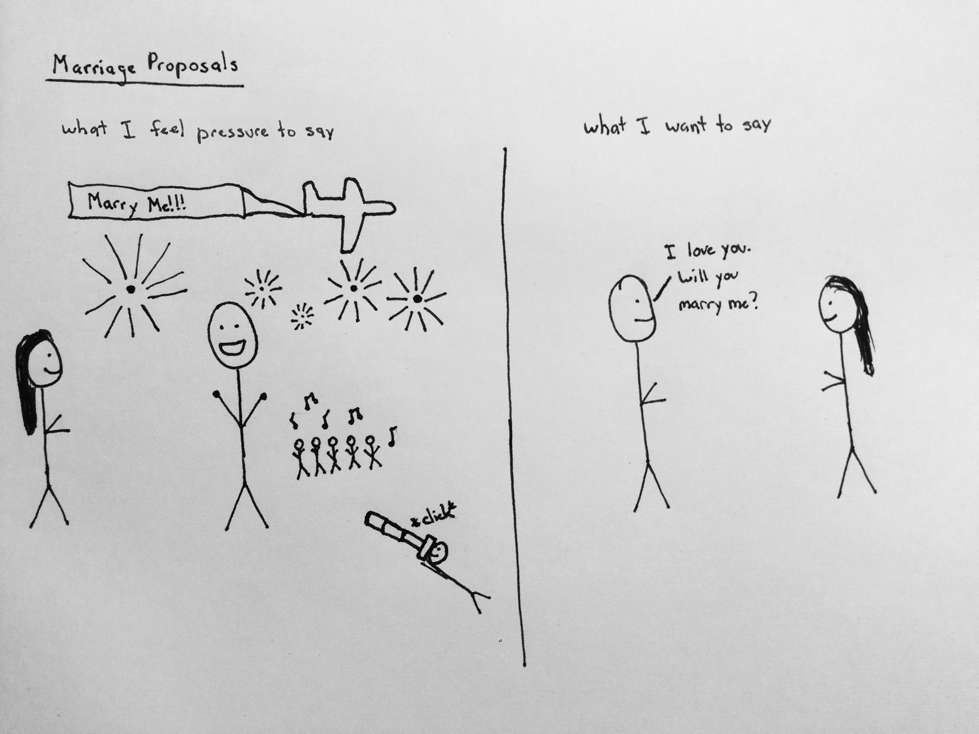 Marriage Proposals
what I feel pressure to say
what I want to say
Marry Me!!!
*click*
I love you.
Will you
marry me?